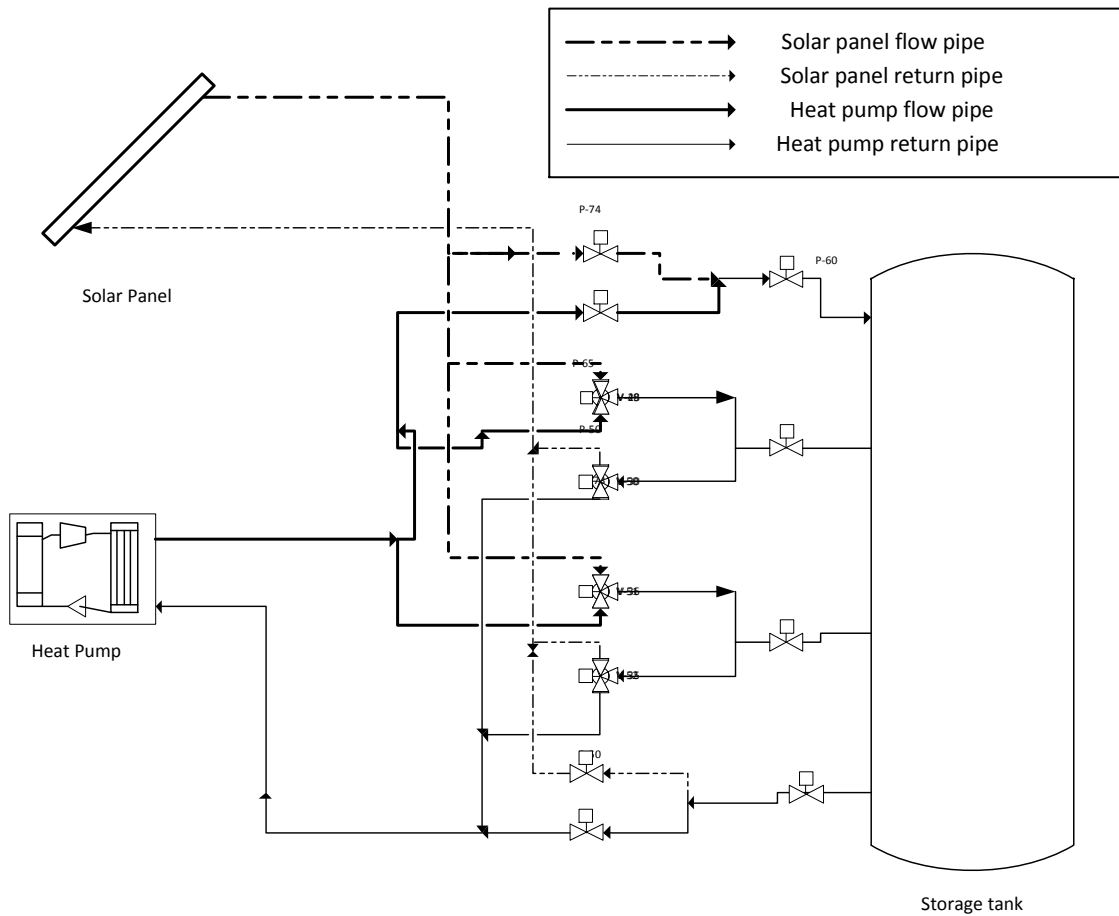 Solar panel flow pipe
Solar panel return pipe
Heat pump flow pipe
Heat pump return pipe
P-74
P-60
Solar Panel
P-65
P-50
Heat Pump
Storage tank